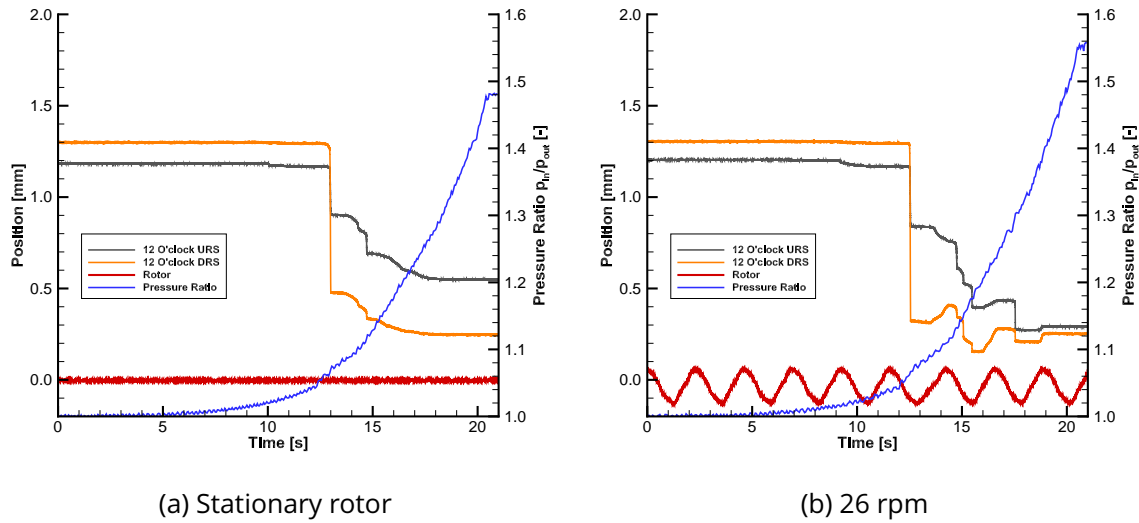 2.0
1.5
1.0
0.5
0.0
Position [mm]
0
5
10
15
20
Time [s]
1.6
1.5
1.4
1.3
1.2
1.1
1.0
Pressure Ratio p_in/p_out [-]
12 O'clock URS
12 O'clock DRS
Rotor
Pressure Ratio
(a) Stationary rotor
2.0
1.5
1.0
0.5
0.0
Position [mm]
0
5
10
15
20
Time [s]
1.6
1.5
1.4
1.3
1.2
1.1
1.0
Pressure Ratio p_in/p_out [-]
12 O'clock URS
12 O'clock DRS
Rotor
Pressure Ratio
(b) 26 rpm